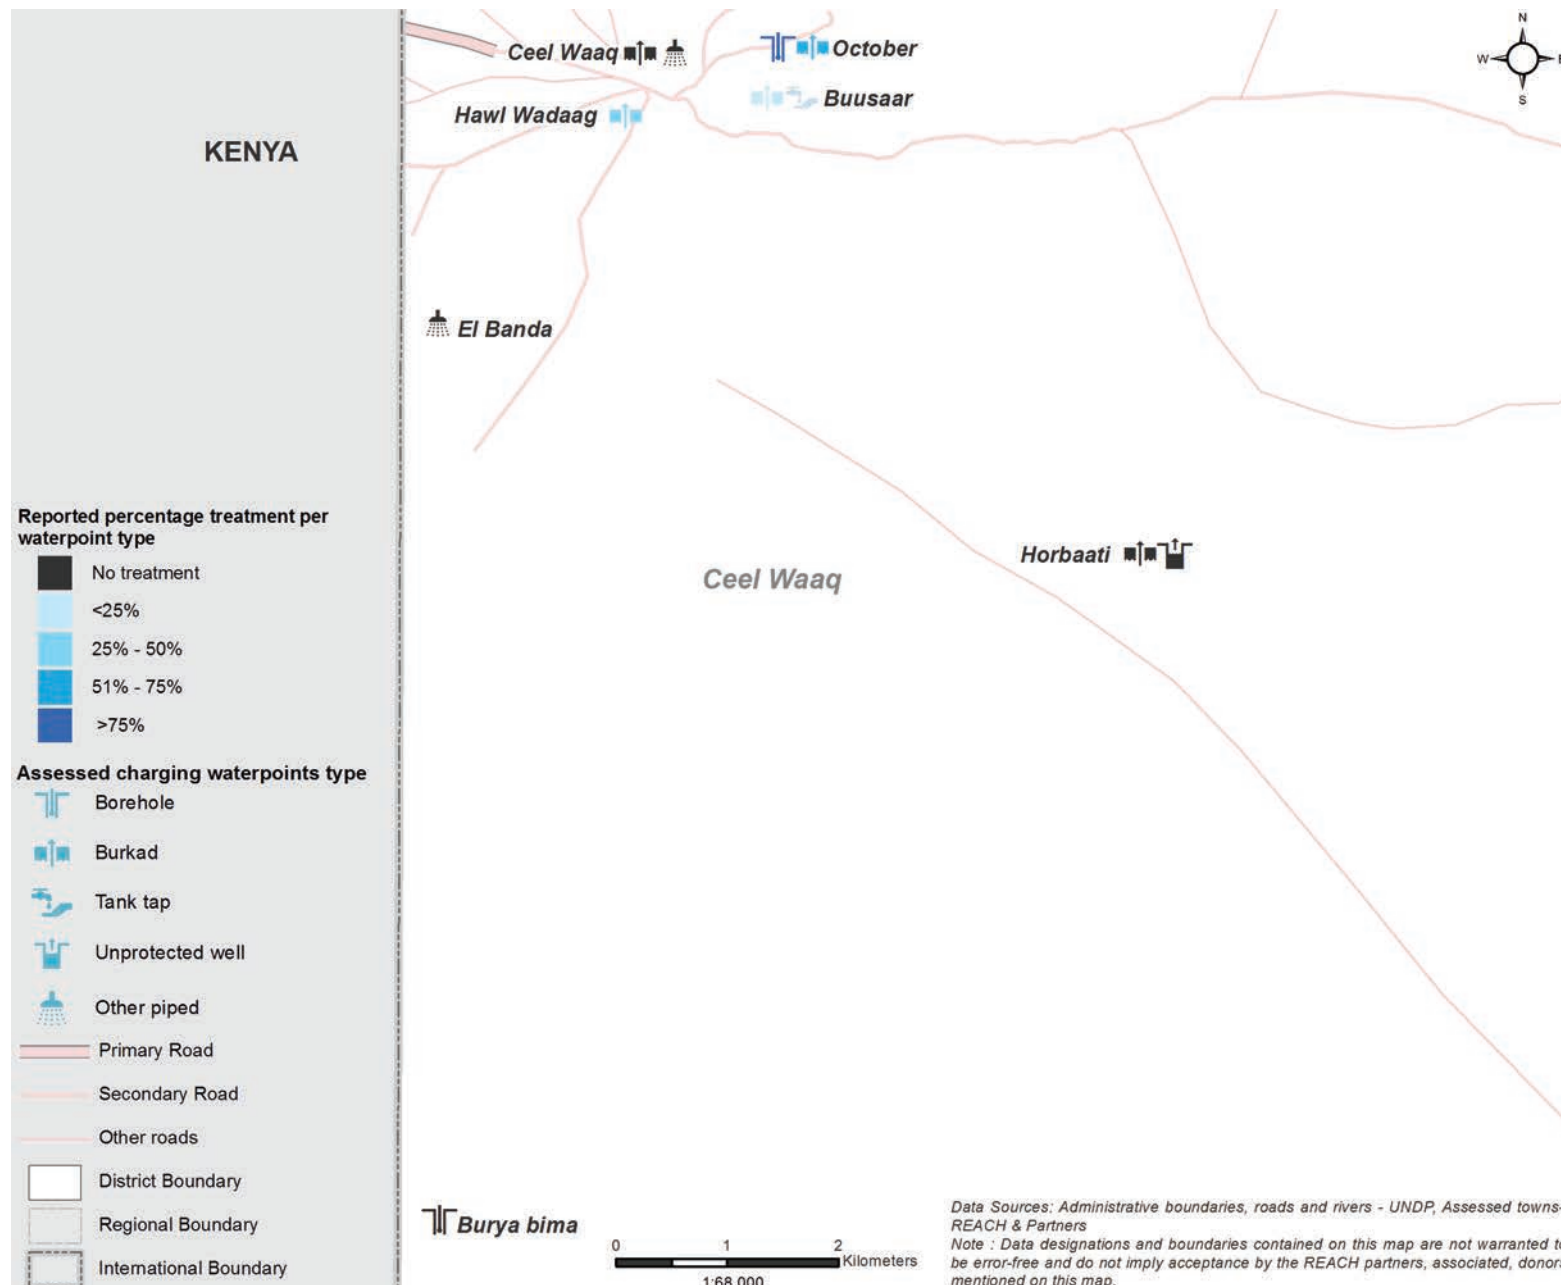 N
W
E
S
Ceel Waaq
October
Buusaar
Hawl Wadaag
KENYA
El Banda
Horbaati
Ceel Waaq
Burya bima
Reported percentage treatment per
waterpoint type
No treatment
<25%
25% - 50%
51% - 75%
>75%
Assessed charging waterpoints type
Borehole
Burkad
Tank tap
Unprotected well
Other piped
Primary Road
Secondary Road
Other roads
District Boundary
Regional Boundary
International Boundary
0 1 2
Kilometers
1:68,000
Data Sources: Administrative boundaries, roads and rivers - UNDP, Assessed towns-
REACH & Partners
Note : Data designations and boundaries contained on this map are not warranted to
be error-free and do not imply acceptance by the REACH partners, associated, donors
mentioned on this map.